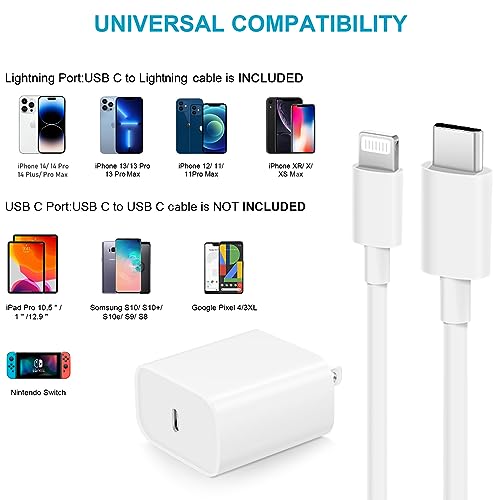 UNIVERSAL COMPATIBILITY
Lightning Port:USB C to Lightning cable is INCLUDED
iPhone 14/ 14 Pro
14 Plus/ Pro Max
iPhone 13/ 13 Pro
13 Pro Max
iPhone 12/ 11/
11Pro Max
iPhone XR/ X/
XS Max
USB C Port:USB C to USB C cable is NOT INCLUDED
iPad Pro 10.5 " /
1 " /12.9 "
Somsung S10/ S10+/
S10e/ S9/ S8
Google Pixel 4/3XL
Nintendo Switch